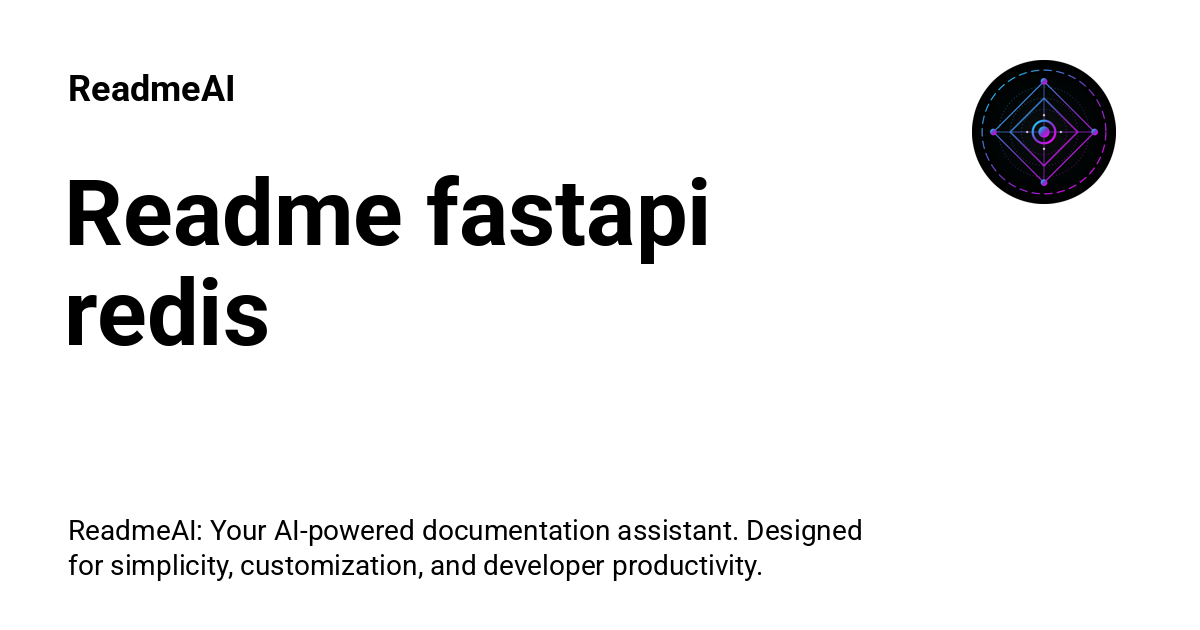 ReadmeAI
Readme fastapi
redis
ReadmeAI: Your AI-powered documentation assistant. Designed
for simplicity, customization, and developer productivity.